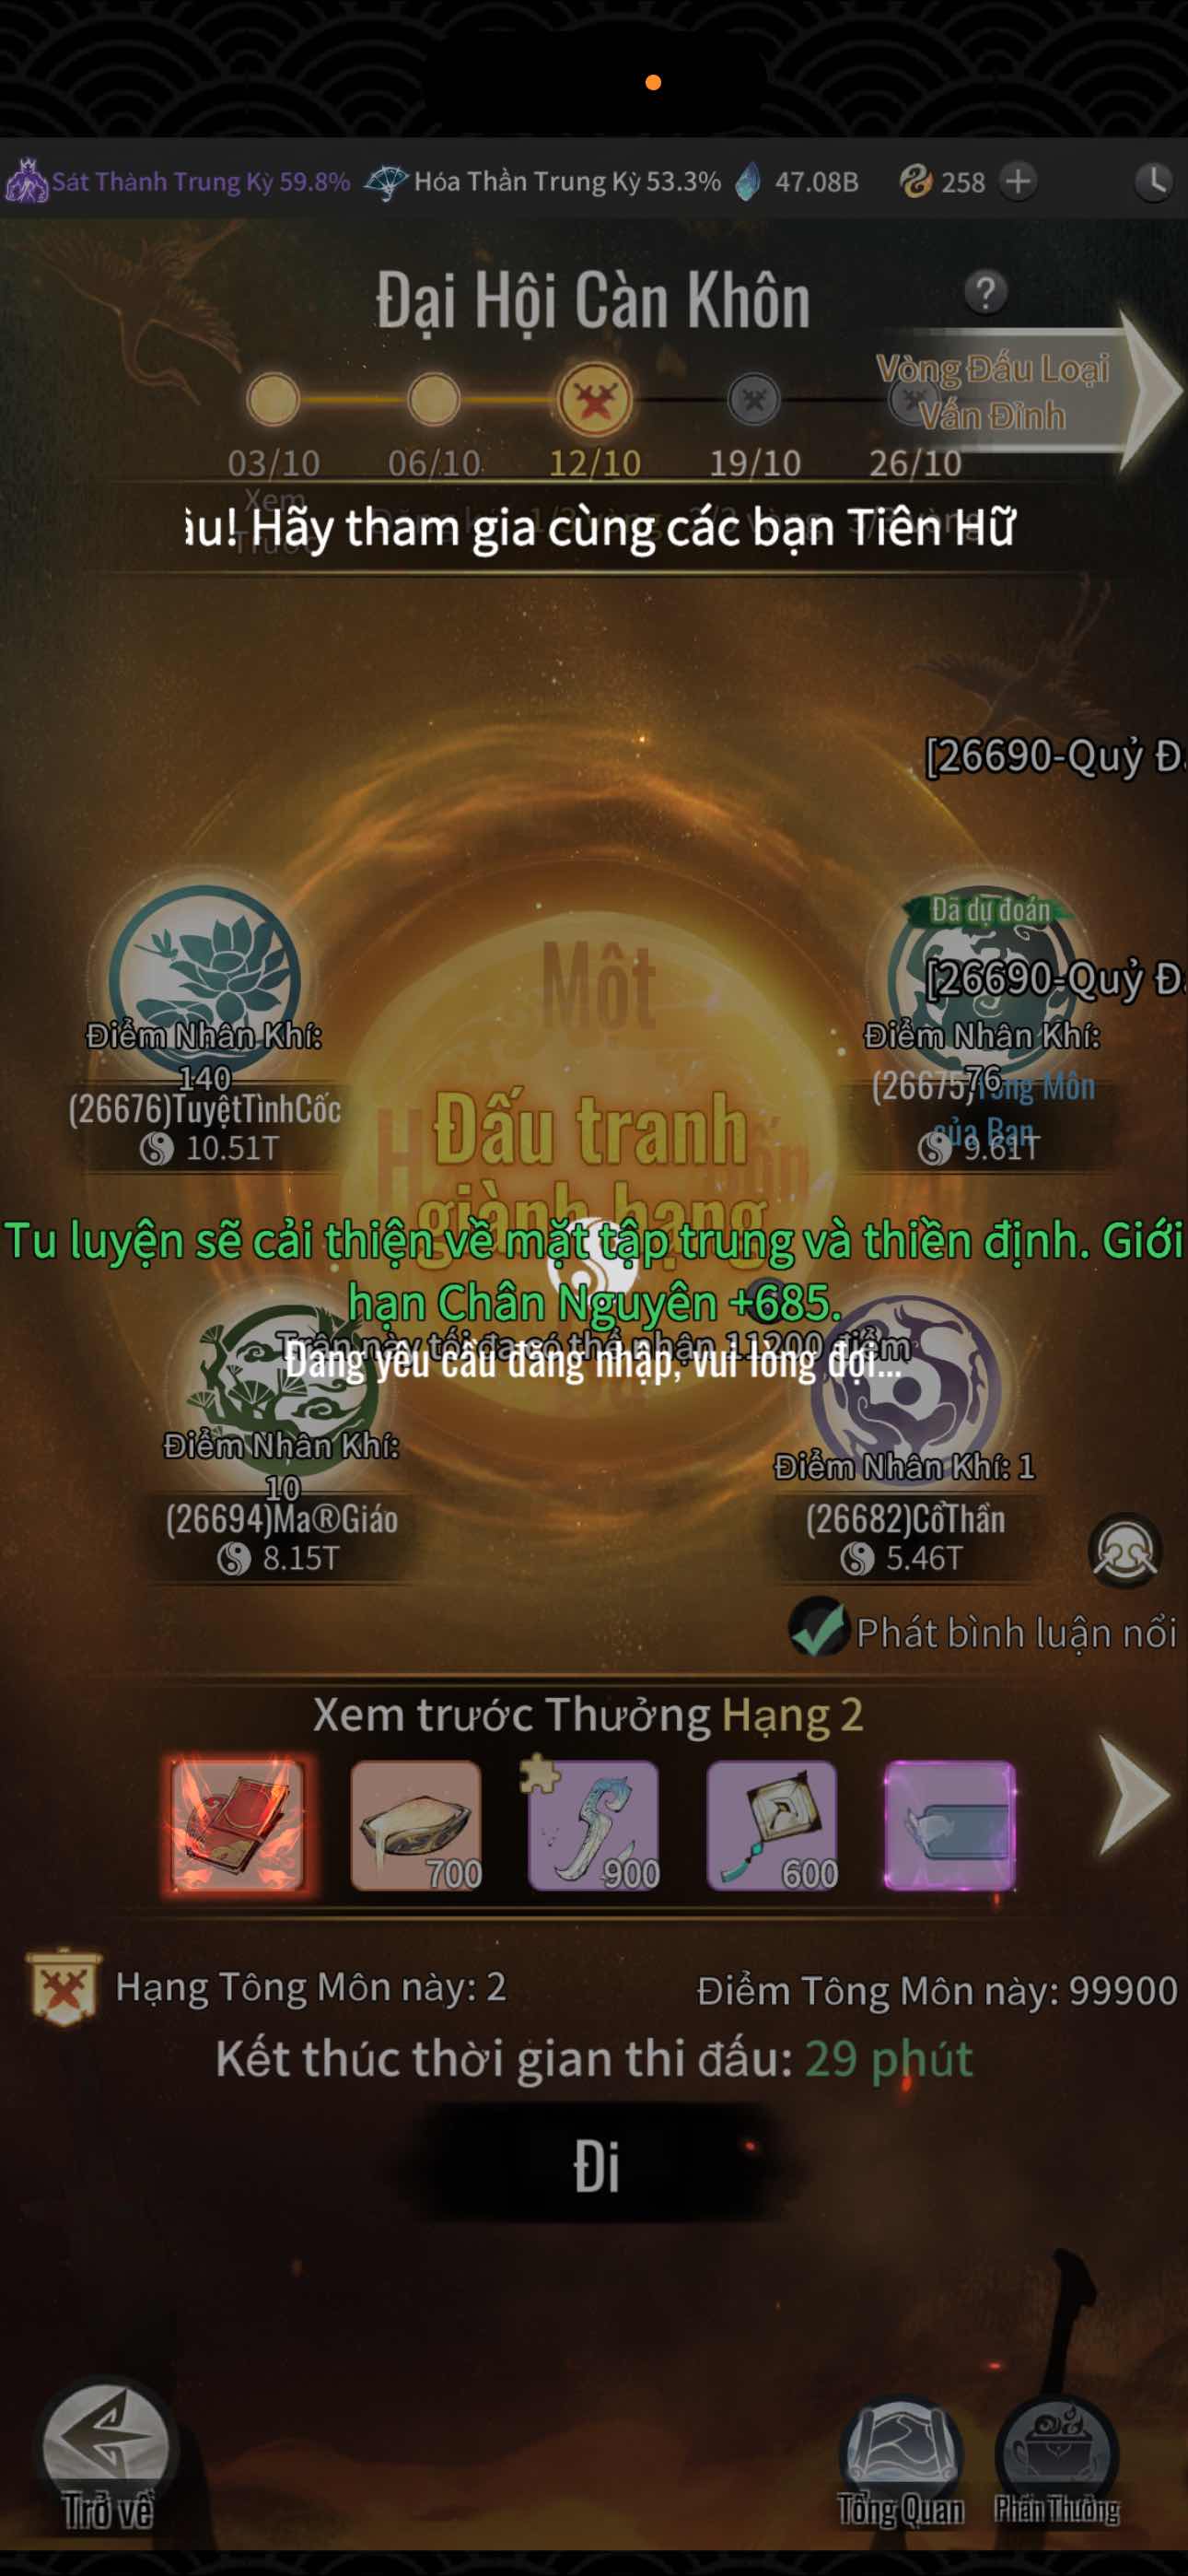 Sát Thành Trung Kỳ 59.8% Hóa Thần Trung Kỳ 53.3% 47.08B 258
Đại Hội Càn Khôn
?
Vòng Đấu Loại
Vấn Đỉnh
03/10 06/10 12/10 19/10 26/10
Xem
ầu! Hãy tham gia cùng các bạn Tiên Hữ
[26690-Quỷ Đ
Một
Đã dự đoán
[26690-Quỷ Đ
Điểm Nhân Khí:
140
(26676)TuyệtTìnhCốc
10.51T
Điểm Nhân Khí:
76
(26675) Tông Môn
của Bạn
9.61T
Đấu tranh
giành hạng
Tu luyện sẽ cải thiện về mặt tập trung và thiền định. Giới
hạn Chân Nguyên +685.
Trận này tối đa có thể nhận 11200 điểm
Đang yêu cầu đăng nhập, vui lòng đợi...
Điểm Nhân Khí:
10
(26694)Ma®Giáo
8.15T
Điểm Nhân Khí: 1
(26682)CổThần
5.46T
Phát bình luận nổi
Xem trước Thưởng Hạng 2
700 900 600
Hạng Tông Môn này: 2
Điểm Tông Môn này: 99900
Kết thúc thời gian thi đấu: 29 phút
Đi
Trở về
Tổng Quan
Phần Thưởng